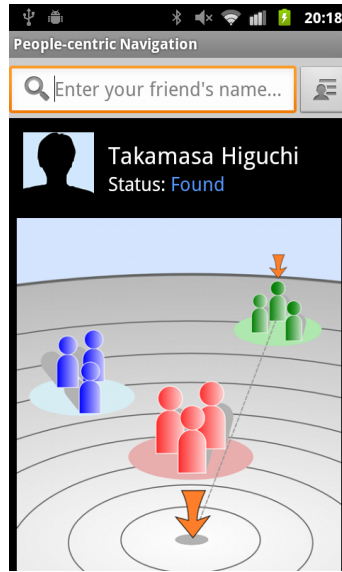 20:18
People-centric Navigation
Enter your friend's name...
Takamasa Higuchi
Status: Found